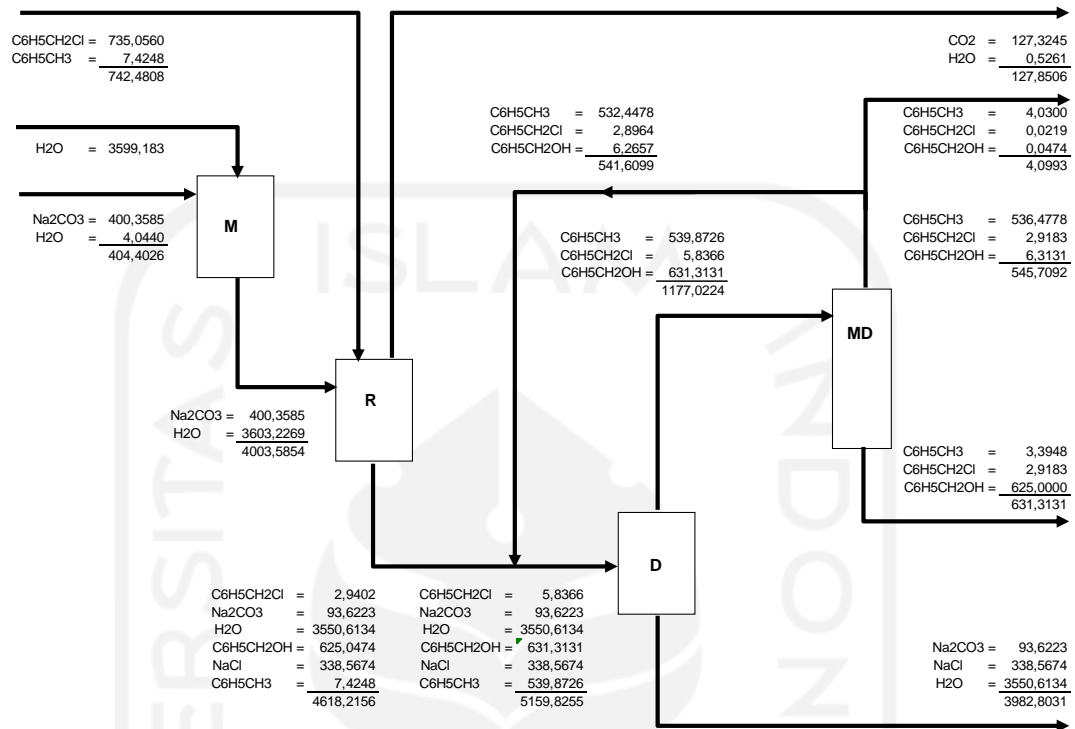 C6H5CH2Cl = 735,0560
C6H5CH3 = 7,4248
742,4808
CO2 = 127,3245
H2O = 0,5261
127,8506
H2O = 3599,183
C6H5CH3 = 532,4478
C6H5CH2Cl = 2,8964
C6H5CH2OH = 6,2657
541,6099
C6H5CH3 = 4,0300
C6H5CH2Cl = 0,0219
C6H5CH2OH = 0,0474
4,0993
Na2CO3 = 400,3585
H2O = 4,0440
404,4026
M
C6H5CH3 = 539,8726
C6H5CH2Cl = 5,8366
C6H5CH2OH = 631,3131
1177,0224
C6H5CH3 = 536,4778
C6H5CH2Cl = 2,9183
C6H5CH2OH = 6,3131
545,7092
MD
R
Na2CO3 = 400,3585
H2O = 3603,2269
4003,5854
C6H5CH3 = 3,3948
C6H5CH2Cl = 2,9183
C6H5CH2OH = 625,0000
631,3131
D
C6H5CH2Cl = 2,9402
Na2CO3 = 93,6223
H2O = 3550,6134
C6H5CH2OH = 625,0474
NaCl = 338,5674
C6H5CH3 = 7,4248
4618,2156
C6H5CH2Cl = 5,8366
Na2CO3 = 93,6223
H2O = 3550,6134
C6H5CH2OH = 631,3131
NaCl = 338,5674
C6H5CH3 = 539,8726
5159,8255
Na2CO3 = 93,6223
NaCl = 338,5674
H2O = 3550,6134
3982,8031
ISLAM